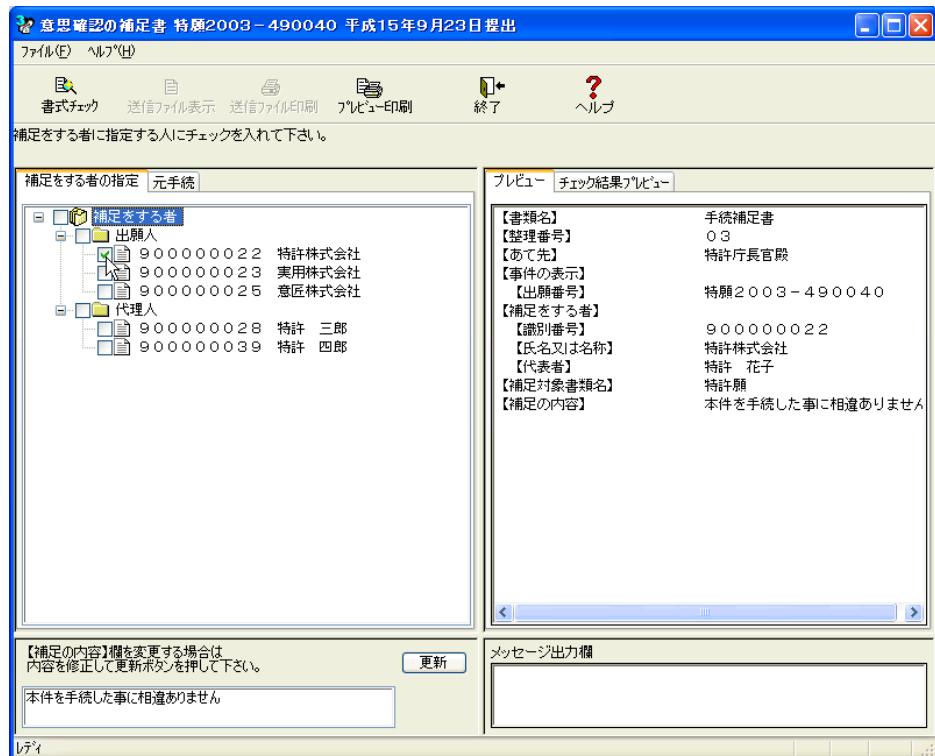 意思確認の補足書 特願2003－490040 平成15年9月23日提出
ﾌｧｲﾙ(F) ﾍﾙﾌﾟ(H)
書式ﾁｪｯｸ 送信ﾌｧｲﾙ表示 送信ﾌｧｲﾙ印刷 ﾌﾟﾚﾋﾞｭｰ印刷 終了 ヘルプ
補足をする者に指定する人にチェックを入れて下さい。
補足をする者の指定 元手続
補足をする者
出願人
９０００００００２２ 特許株式会社
９０００００００２３ 実用株式会社
９０００００００２５ 意匠株式会社
代理人
９０００００００２８ 特許 三郎
９０００００００３９ 特許 四郎
プレビュー ﾁｪｯｸ結果ﾌﾟﾚﾋﾞｭｰ
【書類名】 手続補足書
【整理番号】 ０３
【あて先】 特許庁長官殿
【事件の表示】
【出願番号】 特願２００３－４９００４０
【補足をする者】
【識別番号】 ９０００００００２２
【氏名又は名称】 特許株式会社
【代表者】 特許 花子
【補足対象書類名】 特許願
【補足の内容】 本件を手続した事に相違ありません
【補足の内容】欄を変更する場合は
内容を修正して更新ボタンを押して下さい。
更新
本件を手続した事に相違ありません
メッセージ出力欄
ﾚﾃﾞｨ